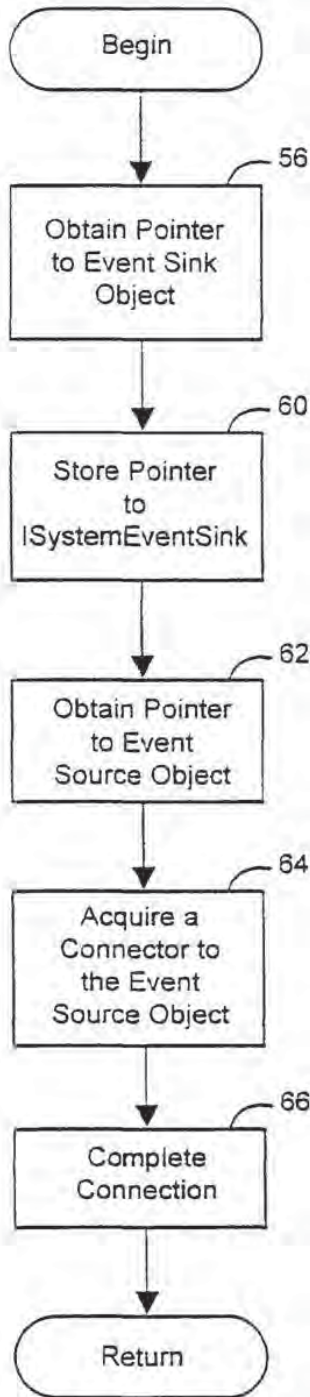 Begin
56
Obtain Pointer
to Event Sink
Object
60
Store Pointer
to
ISystemEventSink
62
Obtain Pointer
to Event
Source Object
64
Acquire a
Connector to
the Event
Source Object
66
Complete
Connection
Return